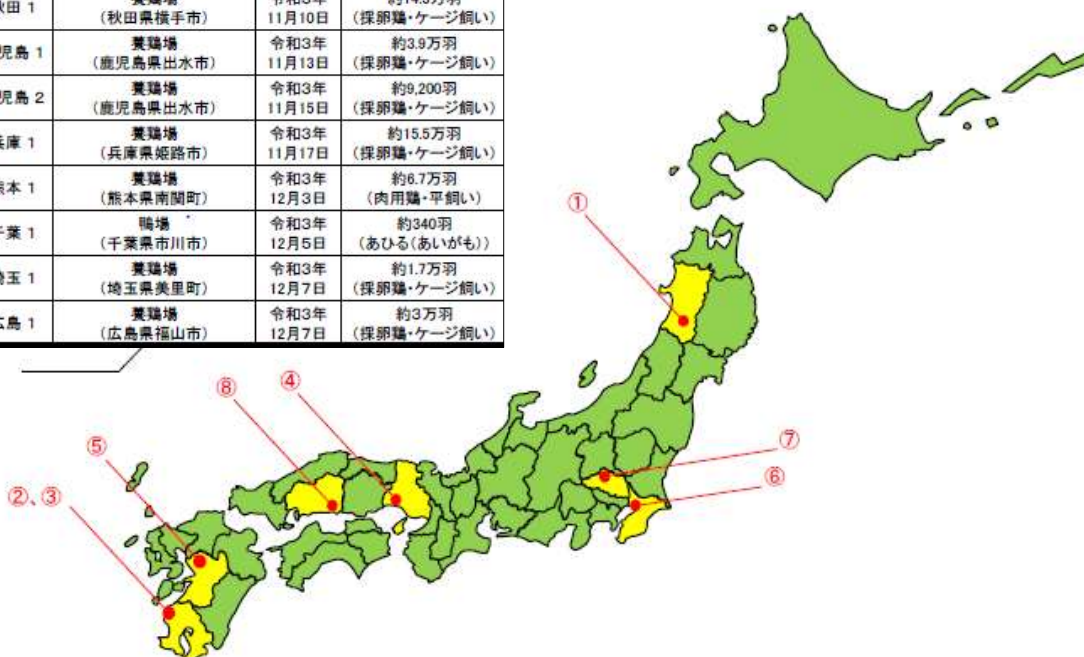 養鶏場 令和3年
田 1 (秋田県横手市) 11月10日 (採卵鶏・ケージ飼い)
養鶏場 令和3年 約3.9万羽
児島 1 (鹿児島県出水市) 11月13日 (採卵鶏・ケージ飼い)
養鶏場 令和3年 約9,200羽
児島 2 (鹿児島県出水市) 11月15日 (採卵鶏・ケージ飼い)
養鶏場 令和3年 約15.5万羽
庫 1 (兵庫県姫路市) 11月17日 (採卵鶏・ケージ飼い)
養鶏場 令和3年 約6.7万羽
本 1 (熊本県南関町) 12月3日 (肉用鶏・平飼い)
鴨場 令和3年 約340羽
葉 1 (千葉県市川市) 12月5日 (あひる(あいがも))
養鶏場 令和3年 約1.7万羽
玉 1 (埼玉県美里町) 12月7日 (採卵鶏・ケージ飼い)
養鶏場 令和3年 約3万羽
島 1 (広島県福山市) 12月7日 (採卵鶏・ケージ飼い)
①
⑧
④
⑦
⑤
⑥
②、③